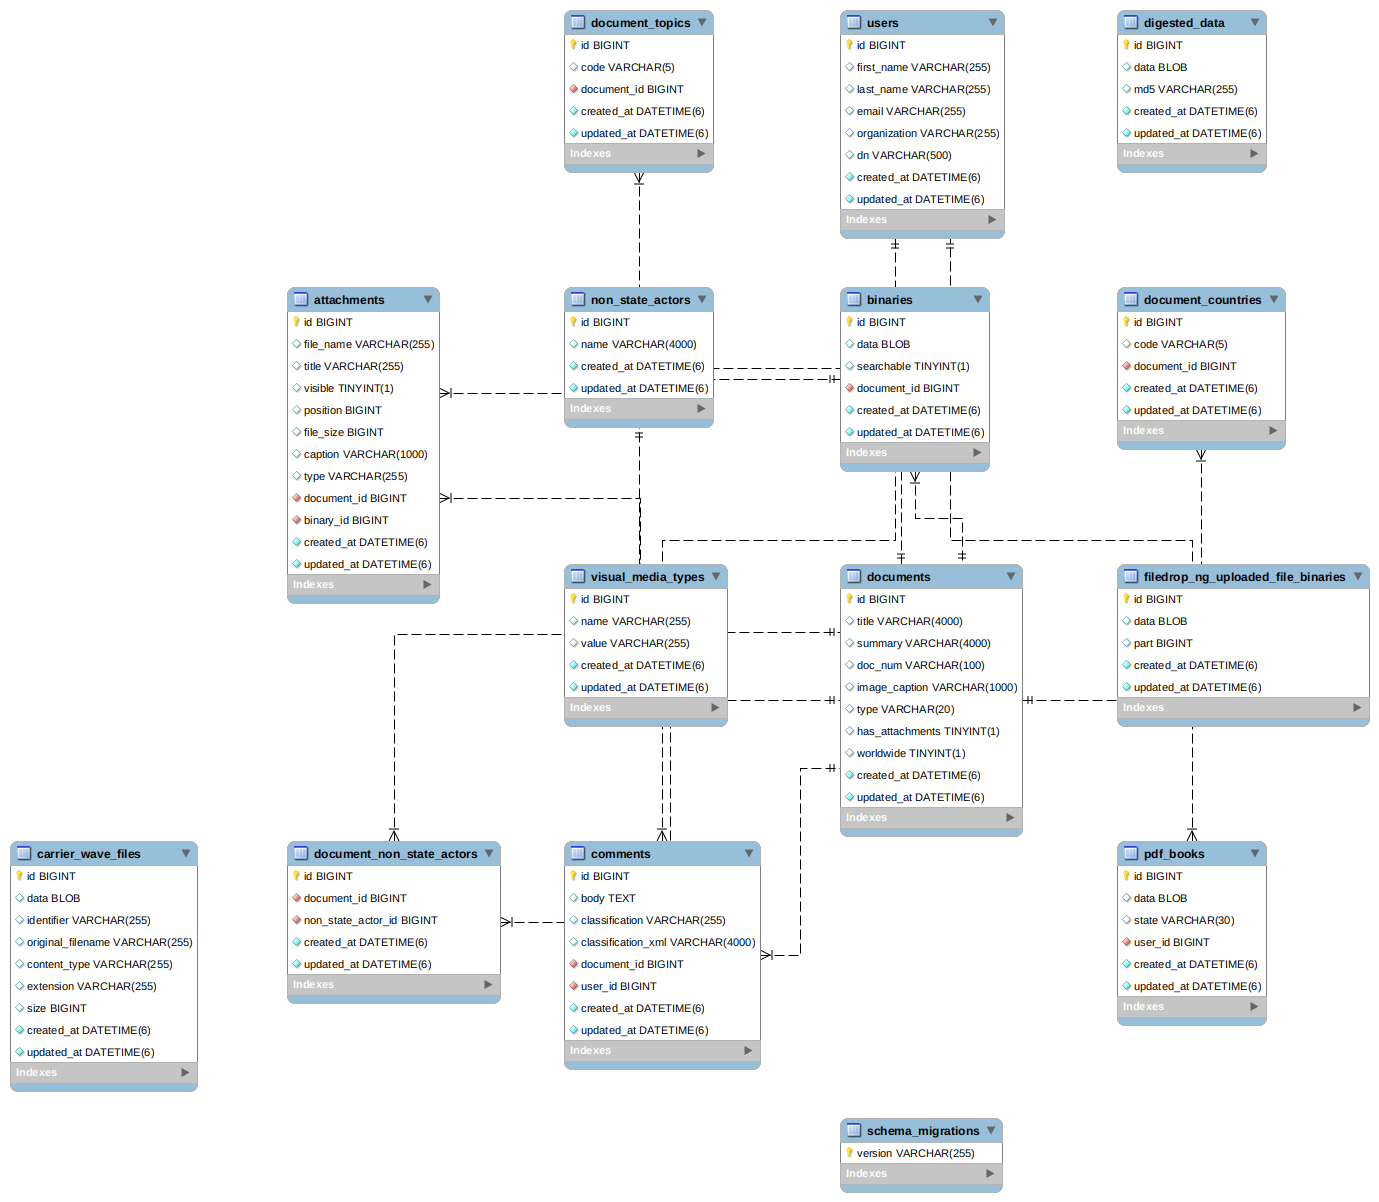 document_topics
id BIGINT
code VARCHAR(5)
document_id BIGINT
created_at DATETIME(6)
updated_at DATETIME(6)
Indexes
users
id BIGINT
first_name VARCHAR(255)
last_name VARCHAR(255)
email VARCHAR(255)
organization VARCHAR(255)
dn VARCHAR(500)
created_at DATETIME(6)
updated_at DATETIME(6)
Indexes
digested_data
id BIGINT
data BLOB
md5 VARCHAR(255)
created_at DATETIME(6)
updated_at DATETIME(6)
Indexes
attachments
id BIGINT
file_name VARCHAR(255)
title VARCHAR(255)
visible TINYINT(1)
position BIGINT
file_size BIGINT
caption VARCHAR(1000)
type VARCHAR(255)
document_id BIGINT
binary_id BIGINT
created_at DATETIME(6)
updated_at DATETIME(6)
Indexes
non_state_actors
id BIGINT
name VARCHAR(4000)
created_at DATETIME(6)
updated_at DATETIME(6)
Indexes
binaries
id BIGINT
data BLOB
searchable TINYINT(1)
document_id BIGINT
created_at DATETIME(6)
updated_at DATETIME(6)
Indexes
document_countries
id BIGINT
code VARCHAR(5)
document_id BIGINT
created_at DATETIME(6)
updated_at DATETIME(6)
Indexes
visual_media_types
id BIGINT
name VARCHAR(255)
value VARCHAR(255)
created_at DATETIME(6)
updated_at DATETIME(6)
Indexes
documents
id BIGINT
title VARCHAR(4000)
summary VARCHAR(4000)
doc_num VARCHAR(100)
image_caption VARCHAR(1000)
type VARCHAR(20)
has_attachments TINYINT(1)
worldwide TINYINT(1)
created_at DATETIME(6)
updated_at DATETIME(6)
Indexes
filedrop_ng_uploaded_file_binaries
id BIGINT
data BLOB
part BIGINT
created_at DATETIME(6)
updated_at DATETIME(6)
Indexes
carrier_wave_files
id BIGINT
data BLOB
identifier VARCHAR(255)
original_filename VARCHAR(255)
content_type VARCHAR(255)
extension VARCHAR(255)
size BIGINT
created_at DATETIME(6)
updated_at DATETIME(6)
Indexes
document_non_state_actors
id BIGINT
document_id BIGINT
non_state_actor_id BIGINT
created_at DATETIME(6)
updated_at DATETIME(6)
Indexes
comments
id BIGINT
body TEXT
classification VARCHAR(255)
classification_xml VARCHAR(4000)
document_id BIGINT
user_id BIGINT
created_at DATETIME(6)
updated_at DATETIME(6)
Indexes
pdf_books
id BIGINT
data BLOB
state VARCHAR(30)
user_id BIGINT
created_at DATETIME(6)
updated_at DATETIME(6)
Indexes
schema_migrations
version VARCHAR(255)
Indexes